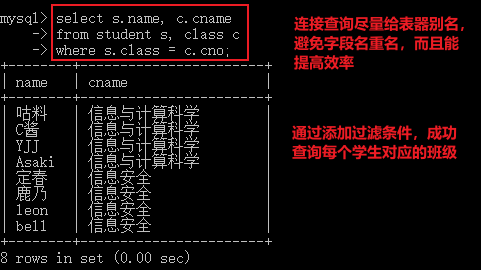 mysql> select s.name, c.cname
-> from student s, class c
-> where s.class = c.cno;
连接查询尽量给表器别名，
避免字段名重名，而且能
提高效率
name | cname
咕料 | 信息与计算科学
C酱 | 信息与计算科学
YJJ | 信息与计算科学
Asaki | 信息与计算科学
定春 | 信息安全
鹿乃 | 信息安全
leon | 信息安全
bell | 信息安全
通过添加过滤条件，成功
查询每个学生对应的班级
8 rows in set (0.00 sec)